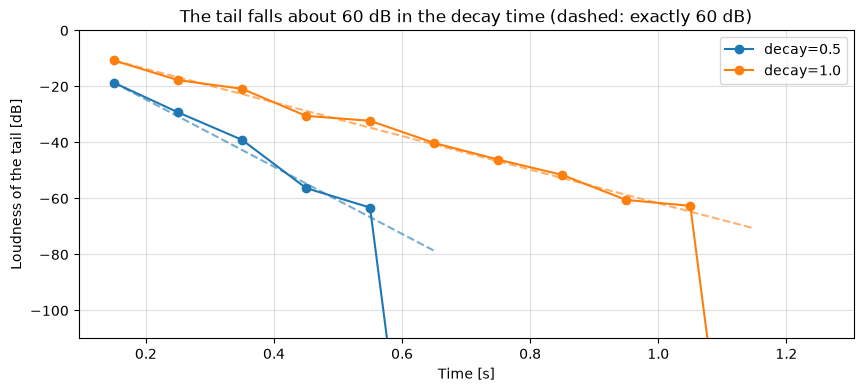 The tail falls about 60 dB in the decay time (dashed: exactly 60 dB)
0
−20
−40
−60
−80
−100
Loudness of the tail [dB]
decay=0.5
decay=1.0
0.2
0.4
0.6
0.8
1.0
1.2
Time [s]